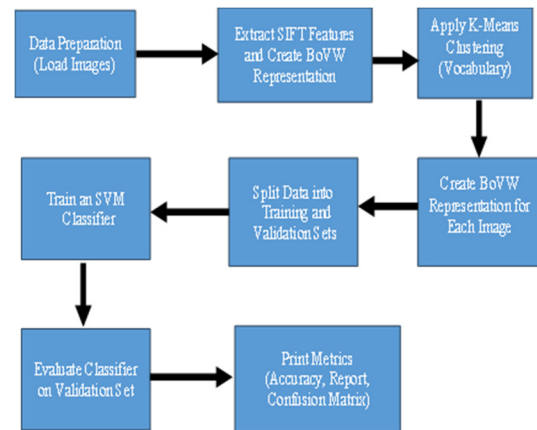 Data Preparation
(Load Images)
Extract SIFT Features
and Create BoVW
Representation
Apply K-Means
Clustering
(Vocabulary)
Create BoVW
Representation for
Each Image
Split Data into
Training and
Validation Sets
Train an SVM
Classifier
Evaluate Classifier
on Validation Set
Print Metrics
(Accuracy, Report,
Confusion Matrix)